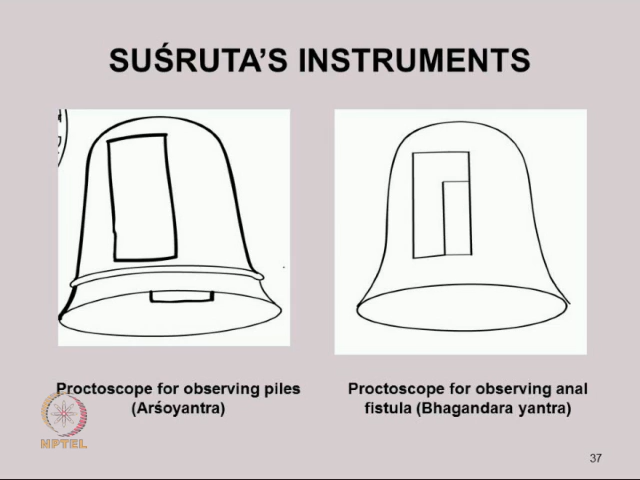 SUŚRUTA’S INSTRUMENTS
Proctoscope for observing piles
(Arśoyantra)
Proctoscope for observing anal
fistula (Bhagandara yantra)
NPTEL
37